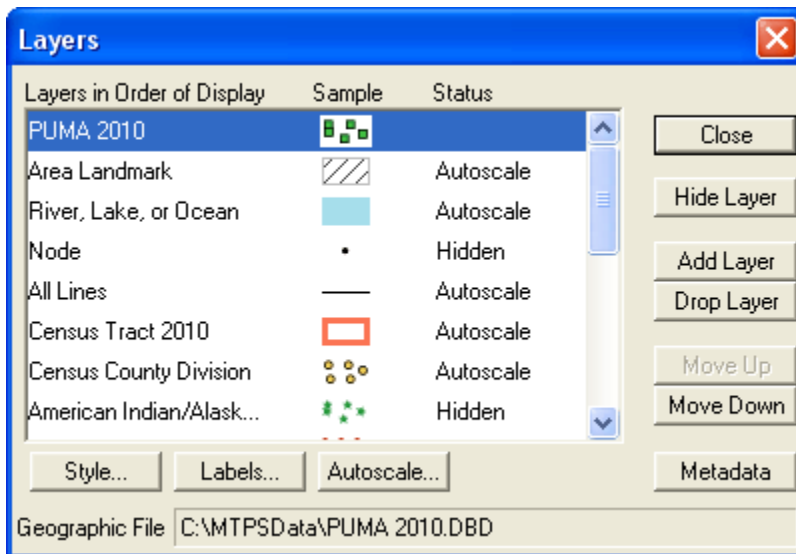 Layers
Layers in Order of Display Sample Status
PUMA 2010
Area Landmark Autoscale
River, Lake, or Ocean Autoscale
Node Hidden
All Lines Autoscale
Census Tract 2010 Autoscale
Census County Division Autoscale
American Indian/Alask... Hidden
Close
Hide Layer
Add Layer
Drop Layer
Move Up
Move Down
Style... Labels... Autoscale... Metadata
Geographic File C:\MTPSData\PUMA 2010.DBD